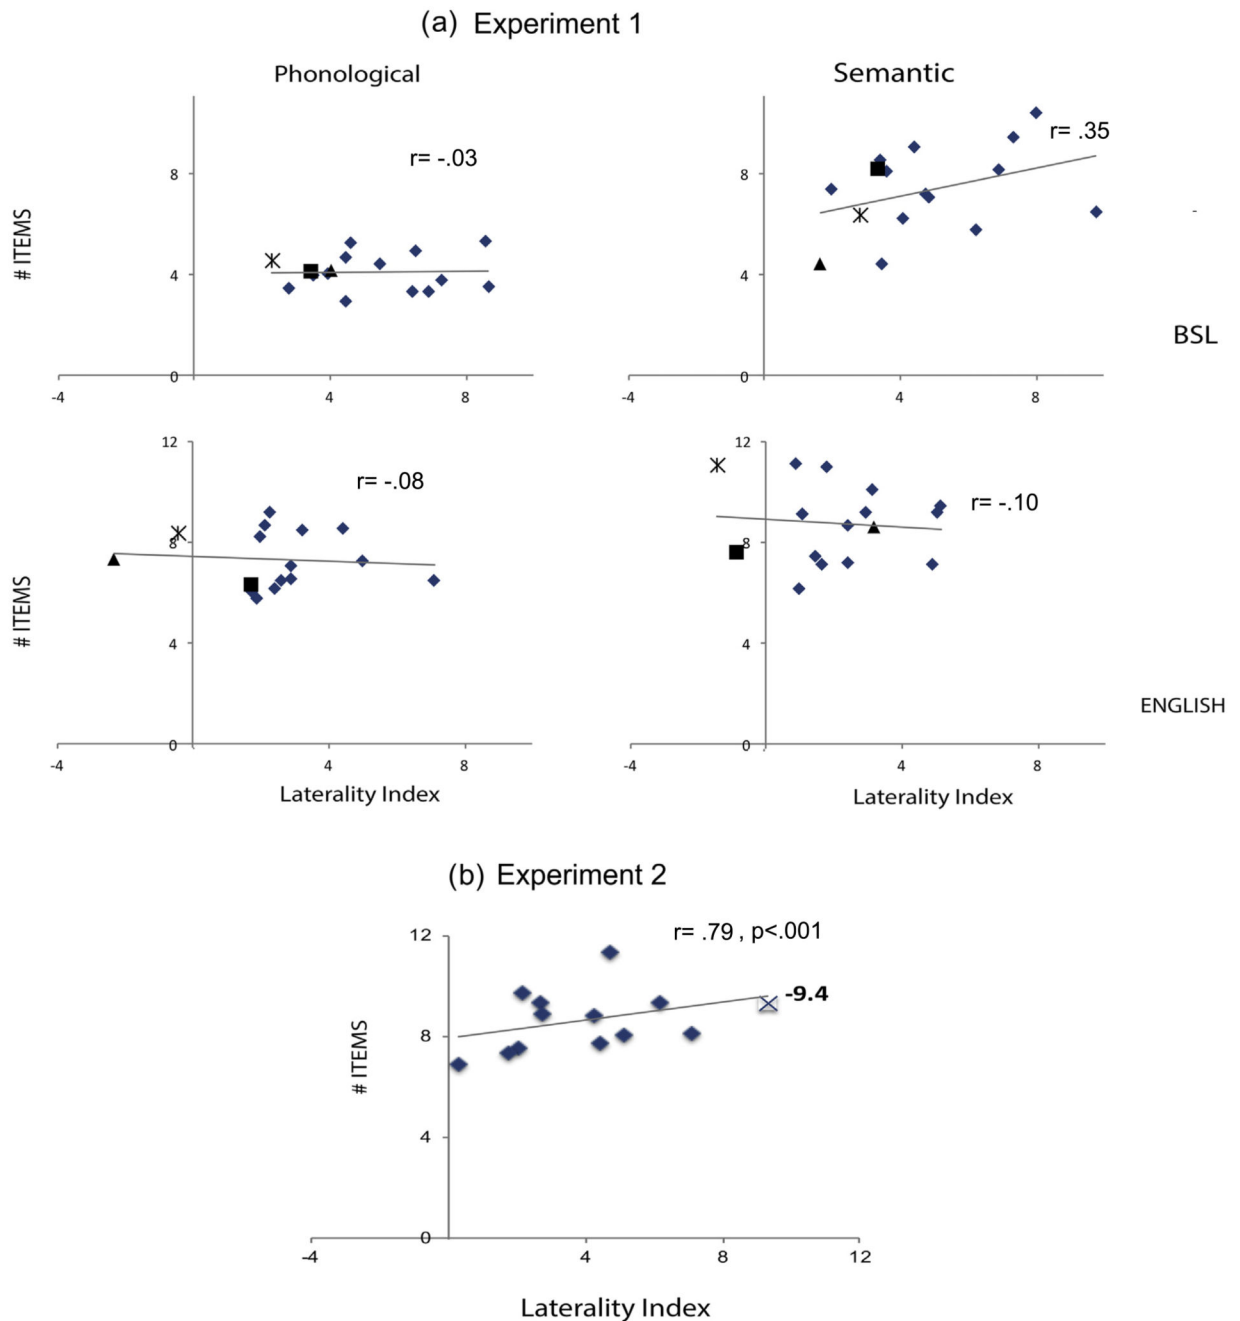 (a) Experiment 1
Phonological
Semantic
# ITEMS
8
4
0
-4
4
8
r= -.03
8
4
0
-4
4
8
r= .35
-
BSL
# ITEMS
12
8
4
0
-4
4
8
r= -.08
Laterality Index
12
8
4
0
-4
4
8
r= -.10
Laterality Index
ENGLISH
(b) Experiment 2
# ITEMS
12
8
4
0
-4
4
8
12
r= .79 , p<.001
-9.4
Laterality Index